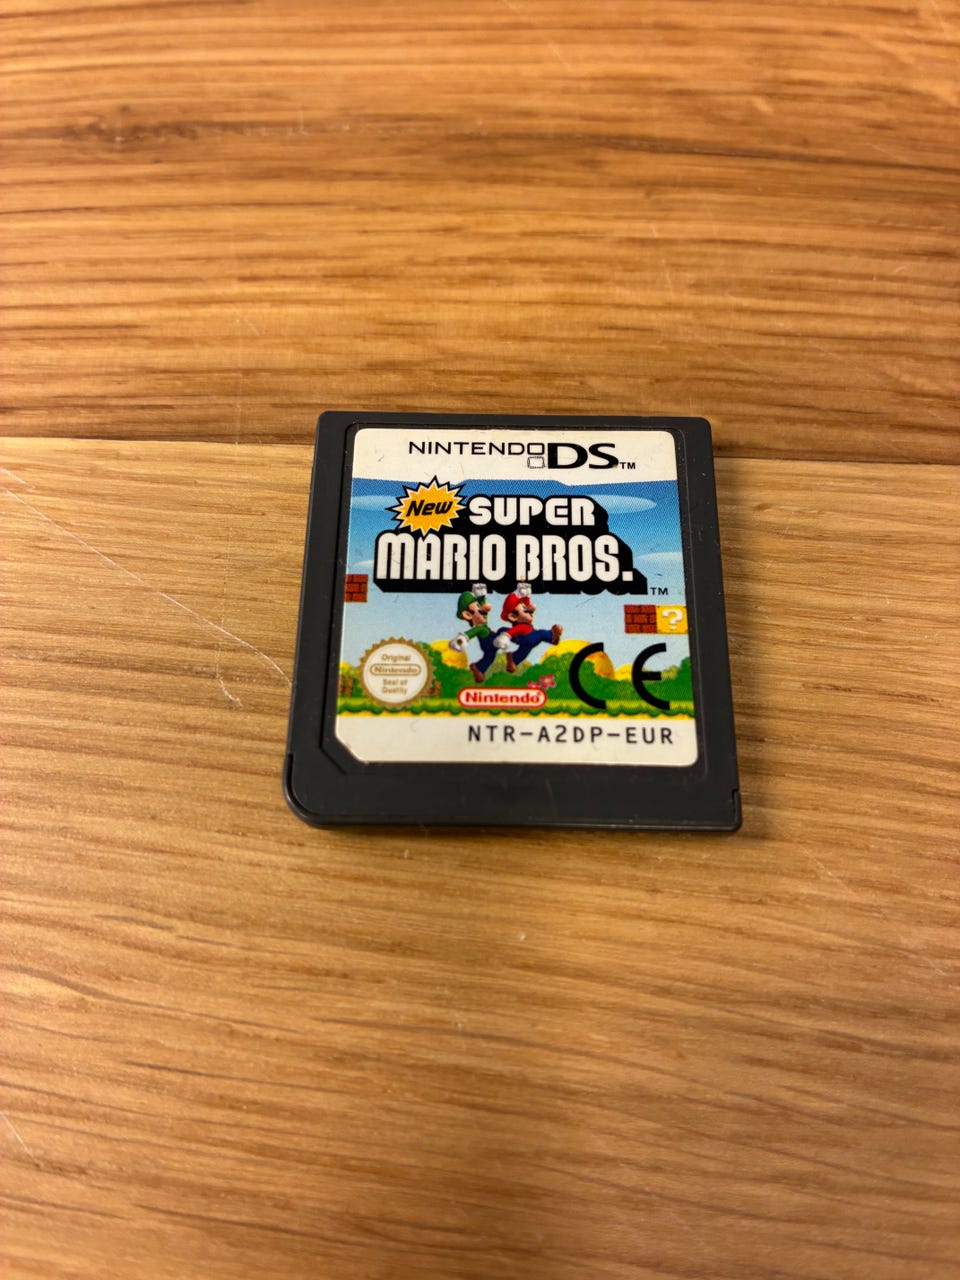 NINTENDO DS™
New SUPER
MARIO BROS.™
?
Original
Nintendo
Seal of
Quality
Nintendo
CE
NTR-A2DP-EUR